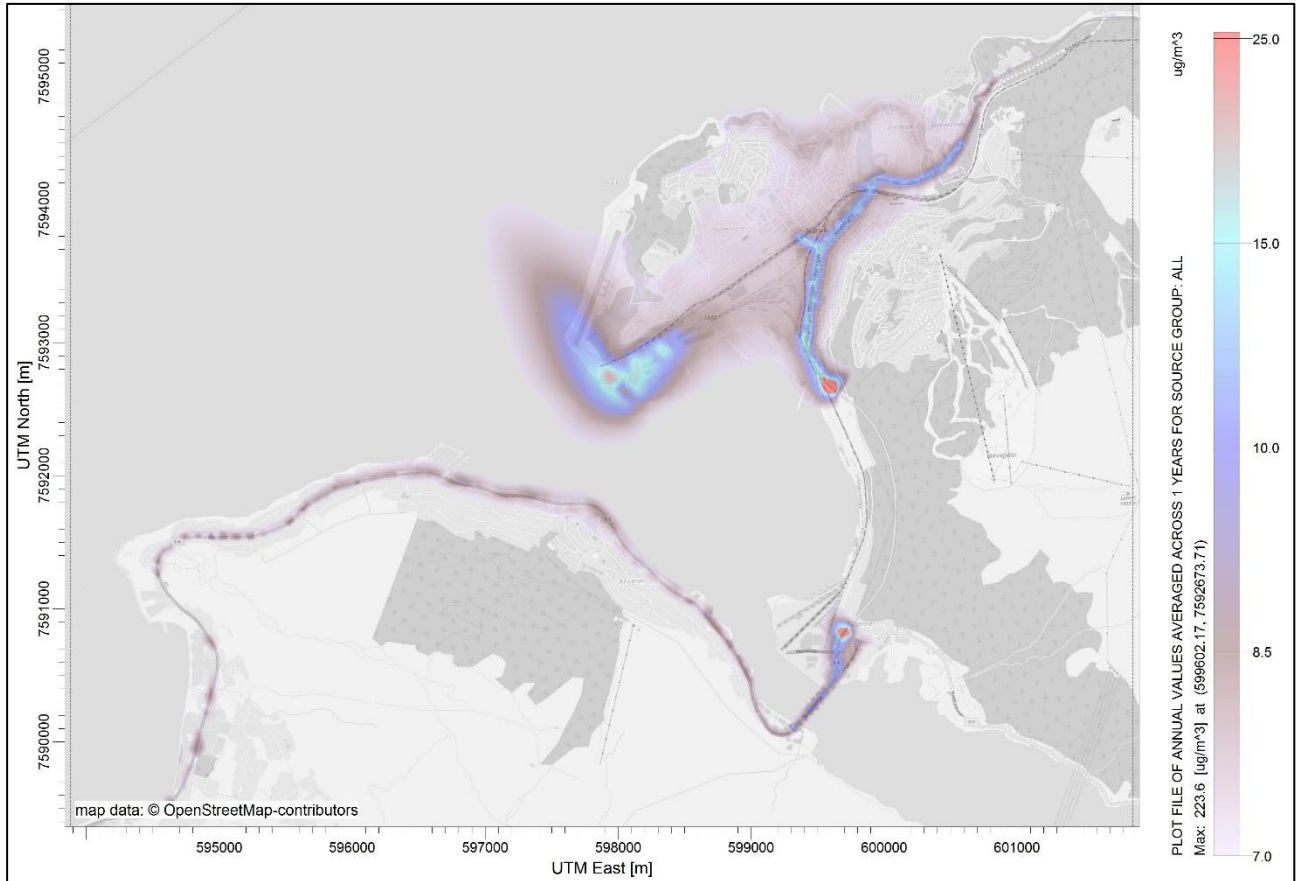 ug/m^3
25.0
15.0
10.0
8.5
7.0
PLOT FILE OF ANNUAL VALUES AVERAGED ACROSS 1 YEARS FOR SOURCE GROUP: ALL
Max: 223.6 [ug/m^3] at (599602.17, 7592673.71)
UTM North [m]
7595000
7594000
7593000
7592000
7591000
7590000
Narvik
map data: © OpenStreetMap-contributors
595000
596000
597000
598000
599000
600000
601000
UTM East [m]